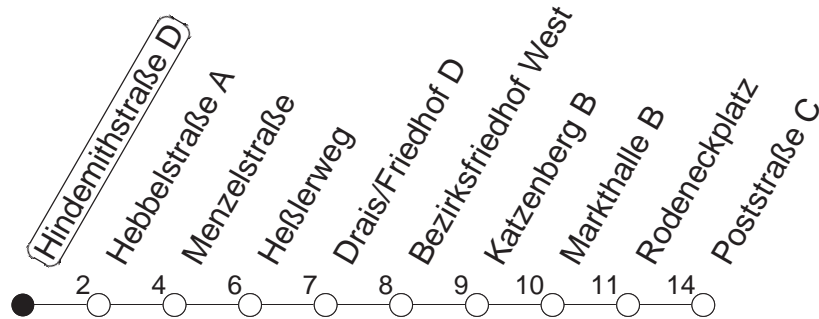 Hindemithstraße D
Hebbelstraße A
Menzelstraße
Heßlerweg
Drais/Friedhof D
Bezirksfriedhof West
Katzenberg B
Markthalle B
Rodeneckplatz
Poststraße C
2 4 6 7 8 9 10 11 14